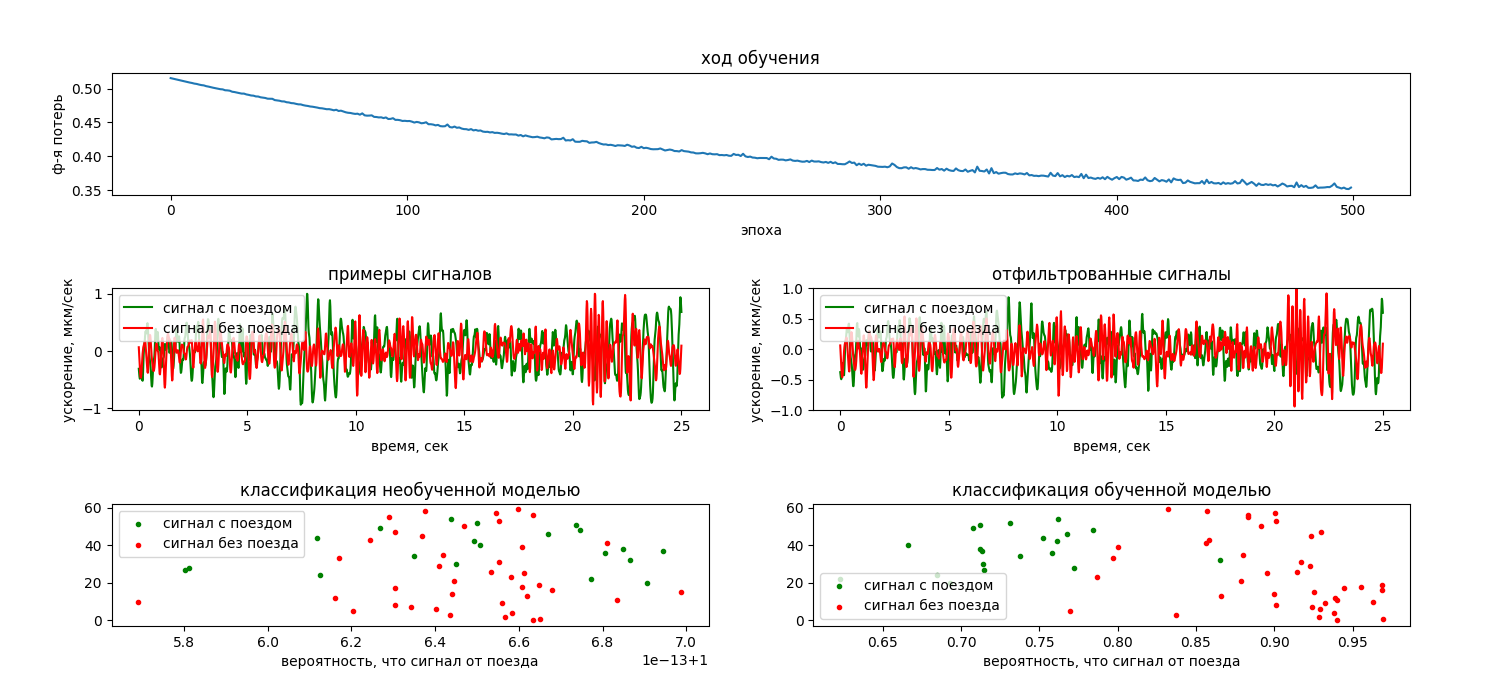 ход обучения
ф-я потерь
0.50
0.45
0.40
0.35
0 100 200 300 400 500
эпоха
примеры сигналов
ускорение, мкм/сек
1
0
−1
сигнал с поездом
сигнал без поезда
0 5 10 15 20 25
время, сек
отфильтрованные сигналы
ускорение, мкм/сек
1.0
0.5
0.0
−0.5
−1.0
сигнал с поездом
сигнал без поезда
0 5 10 15 20 25
время, сек
классификация необученной моделью
60
40
20
0
сигнал с поездом
сигнал без поезда
5.8 6.0 6.2 6.4 6.6 6.8 7.0
вероятность, что сигнал от поезда
1e−13+1
классификация обученной моделью
60
40
20
0
сигнал с поездом
сигнал без поезда
0.65 0.70 0.75 0.80 0.85 0.90 0.95
вероятность, что сигнал от поезда